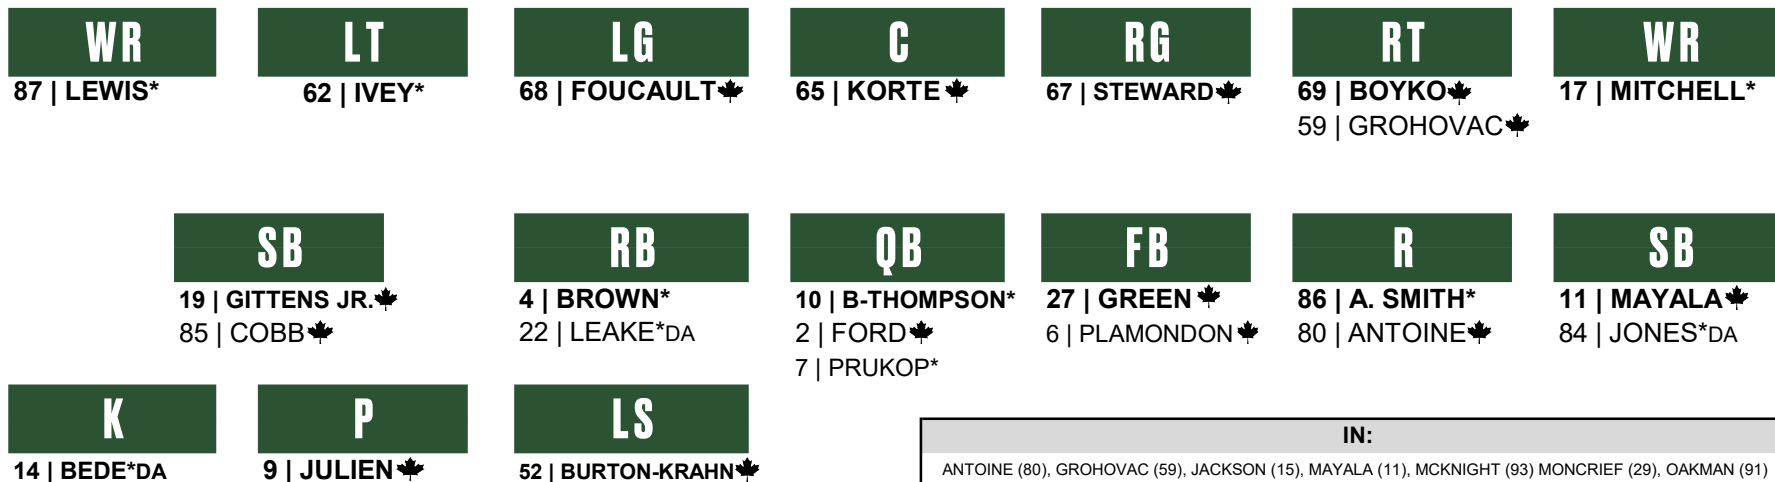 WR LT LG C RG RT WR
87 | LEWIS* 62 | IVEY* 68 | FOUCAULT🍁 65 | KORTE🍁 67 | STEWARD🍁 69 | BOYKO🍁 17 | MITCHELL*
59 | GROHOVAC🍁
SB RB QB FB R SB
19 | GITTENS JR.🍁 4 | BROWN* 10 | B-THOMPSON* 27 | GREEN🍁 86 | A. SMITH* 11 | MAYALA🍁
85 | COBB🍁 22 | LEAKE*DA 2 | FORD🍁 6 | PLAMONDON🍁 80 | ANTOINE🍁 84 | JONES*DA
7 | PRUKOP*
K P LS
14 | BEDE*DA 9 | JULIEN🍁 52 | BURTON-KRAHN🍁
IN:
ANTOINE (80), GROHOVAC (59), JACKSON (15), MAYALA (11), MCKNIGHT (93) MONCRIEF (29), OAKMAN (91)